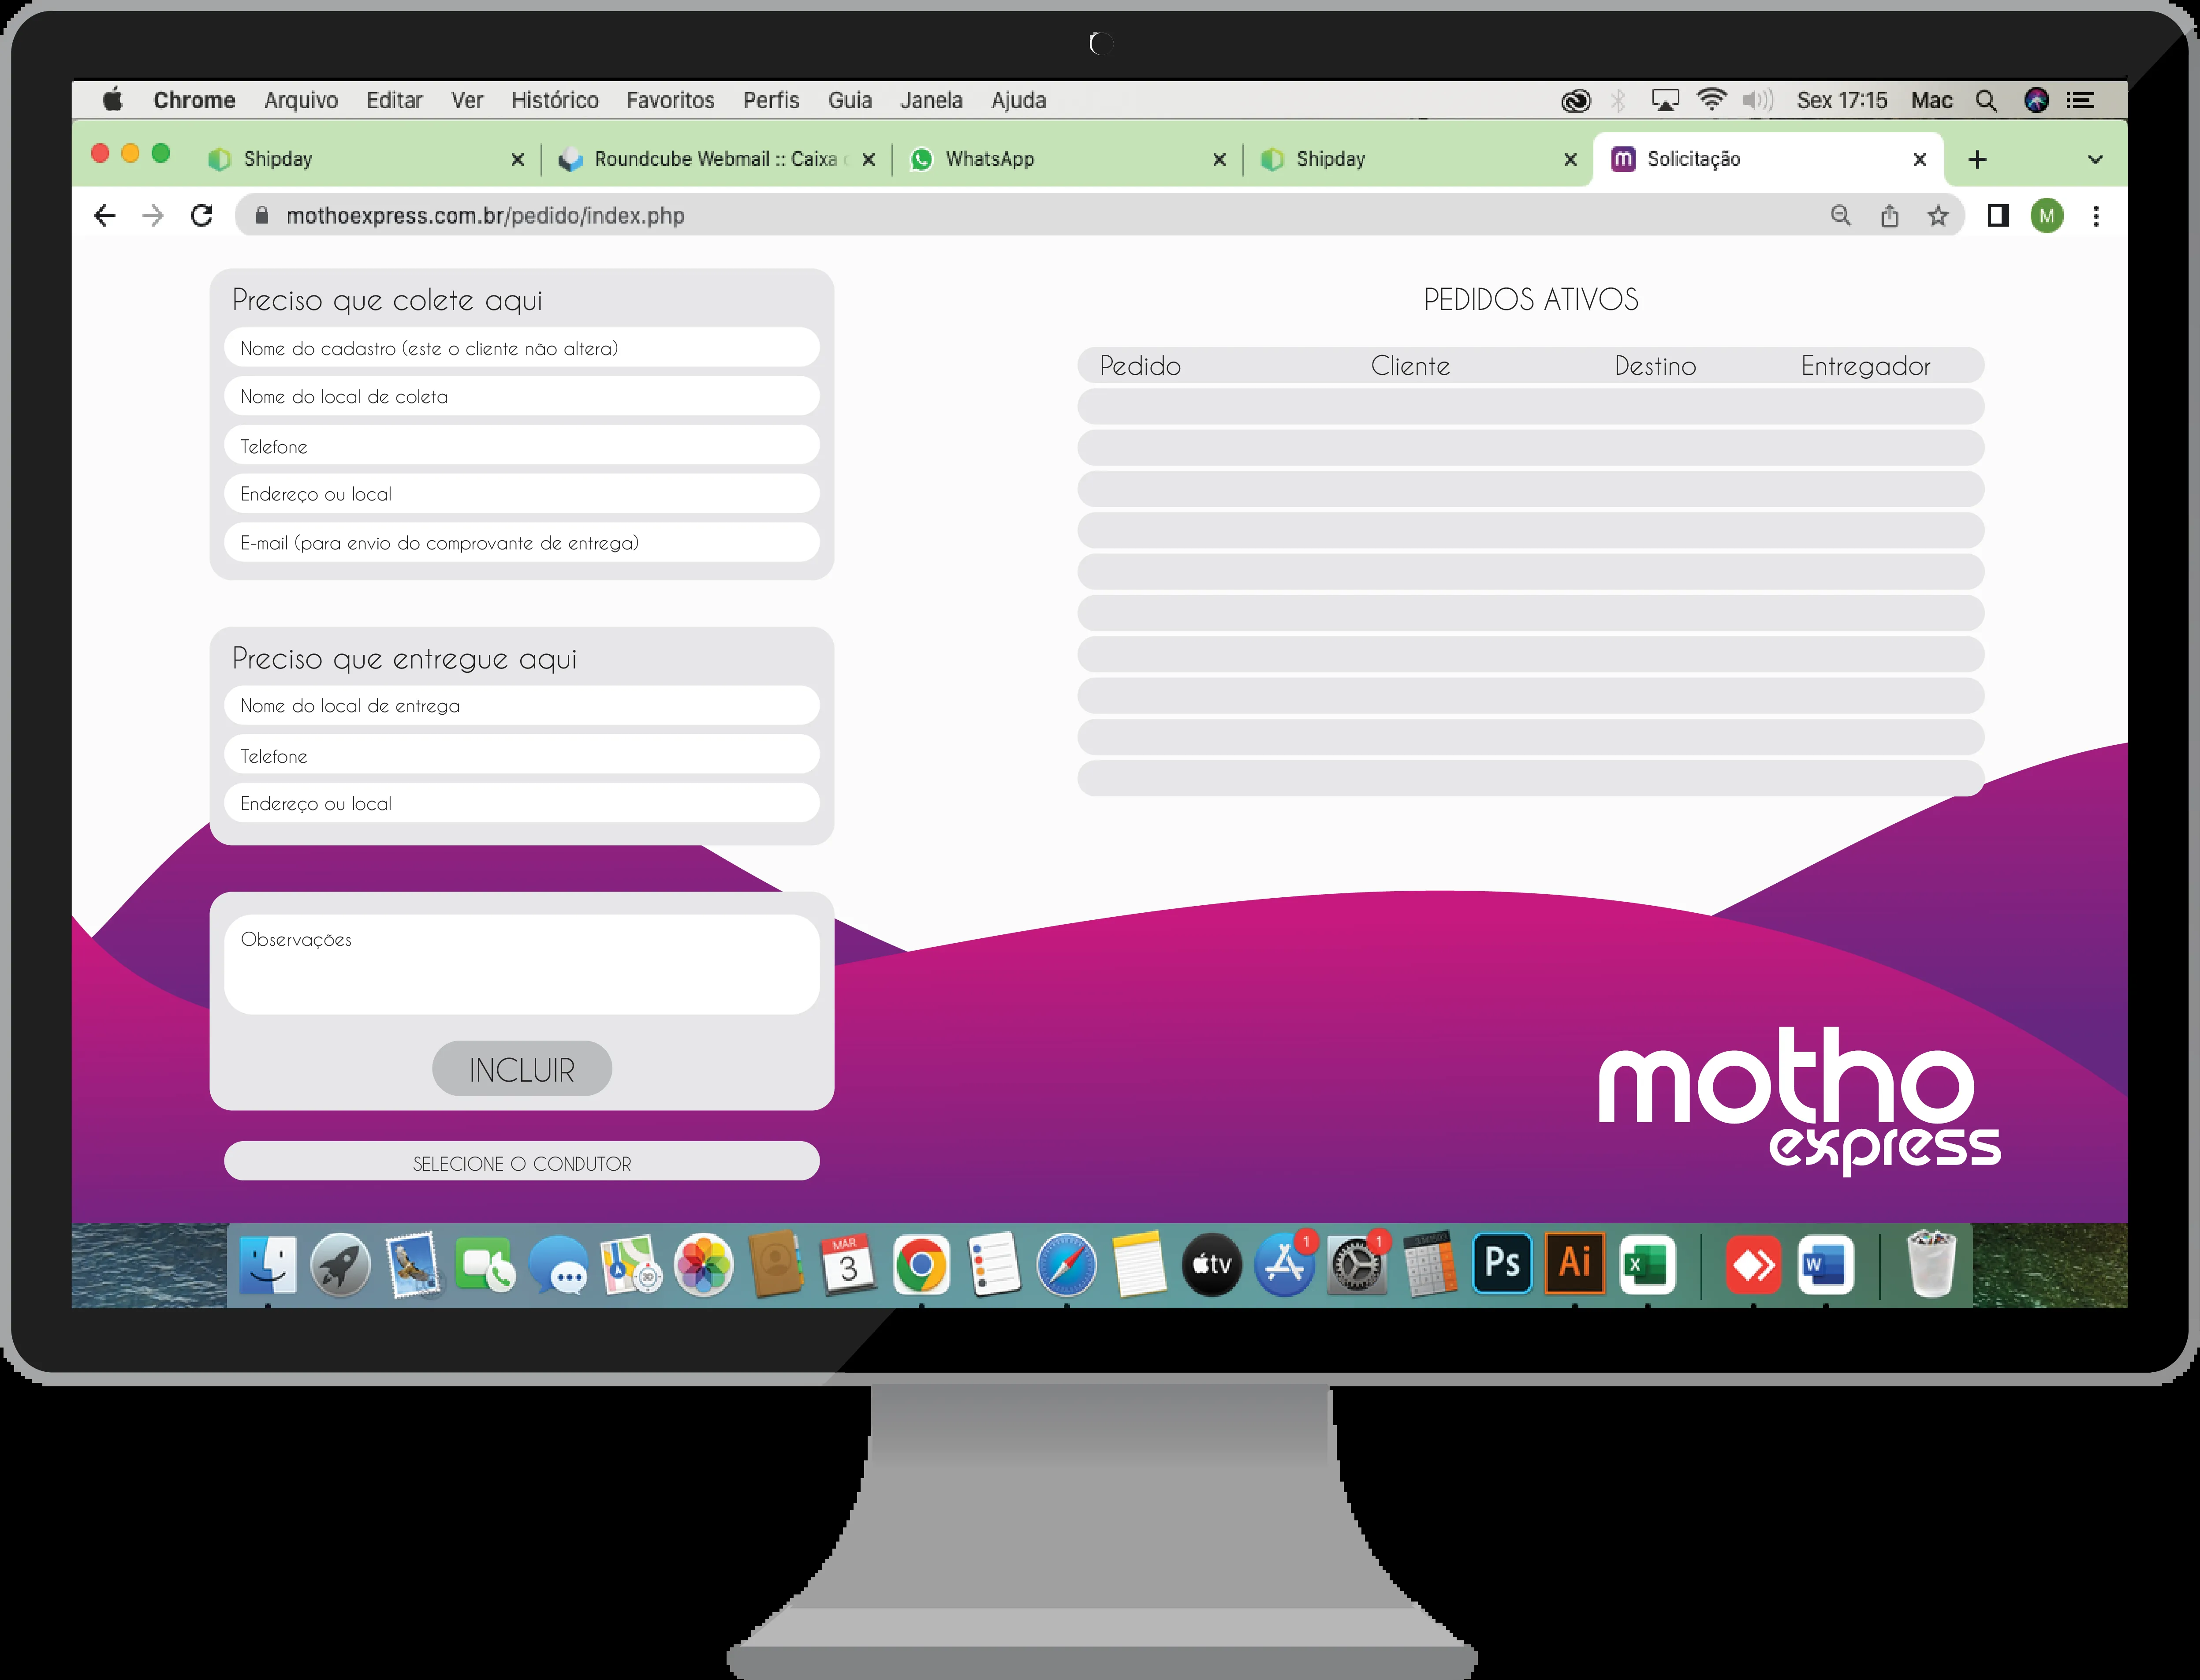 Chrome Arquivo Editar Ver Histórico Favoritos Perfis Guia Janela Ajuda Sex 17:15 Mac
Shipday Roundcube Webmail :: Caixa WhatsApp Shipday Solicitação
mothoexpress.com.br/pedido/index.php M
Preciso que colete aqui
Nome do cadastro (este o cliente não altera)
Nome do local de coleta
Telefone
Endereço ou local
E-mail (para envio do comprovante de entrega)
Preciso que entregue aqui
Nome do local de entrega
Telefone
Endereço ou local
Observações
INCLUIR
SELECIONE O CONDUTOR
PEDIDOS ATIVOS
Pedido Cliente Destino Entregador
motho
express
MAR
3
3D
tv
1
1
Ps
Ai
X
W